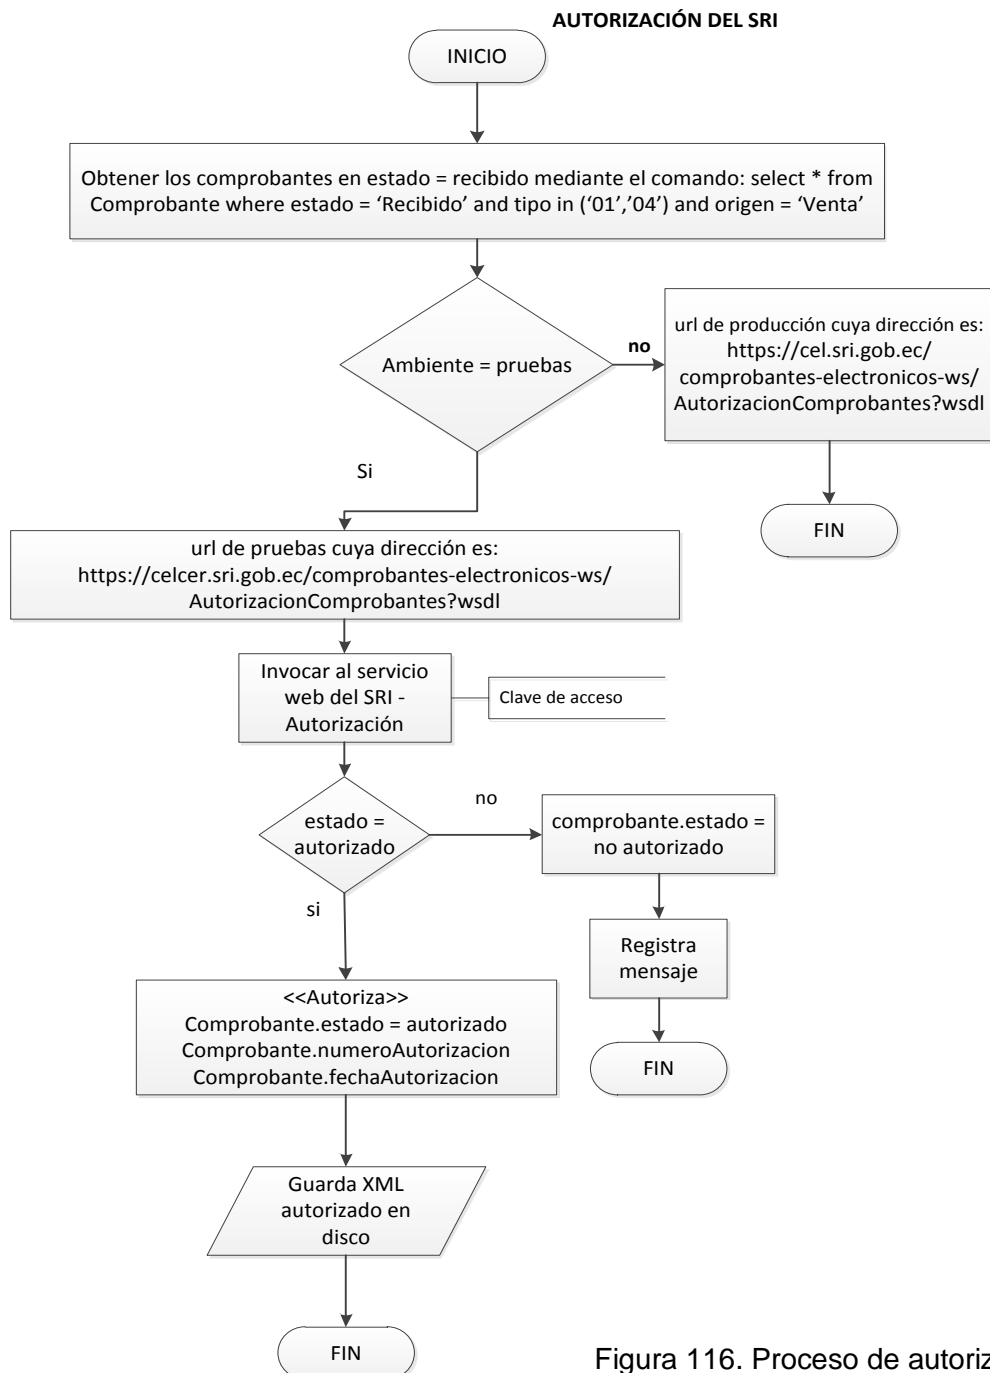 AUTORIZACIÓN DEL SRI
INICIO
Obtener los comprobantes en estado = recibido mediante el comando: select * from
Comprobante where estado = ‘Recibido’ and tipo in (‘01’,’04’) and origen = ‘Venta’
Ambiente = pruebas
no
url de producción cuya dirección es:
https://cel.sri.gob.ec/
comprobantes-electronicos-ws/
AutorizacionComprobantes?wsdl
FIN
Si
url de pruebas cuya dirección es:
https://celcer.sri.gob.ec/comprobantes-electronicos-ws/
AutorizacionComprobantes?wsdl
Invocar al servicio
web del SRI -
Autorización
Clave de acceso
estado =
autorizado
no
comprobante.estado =
no autorizado
Registra
mensaje
FIN
si
<<Autoriza>>
Comprobante.estado = autorizado
Comprobante.numeroAutorizacion
Comprobante.fechaAutorizacion
Guarda XML
autorizado en
disco
FIN
Figura 116. Proceso de autoriz